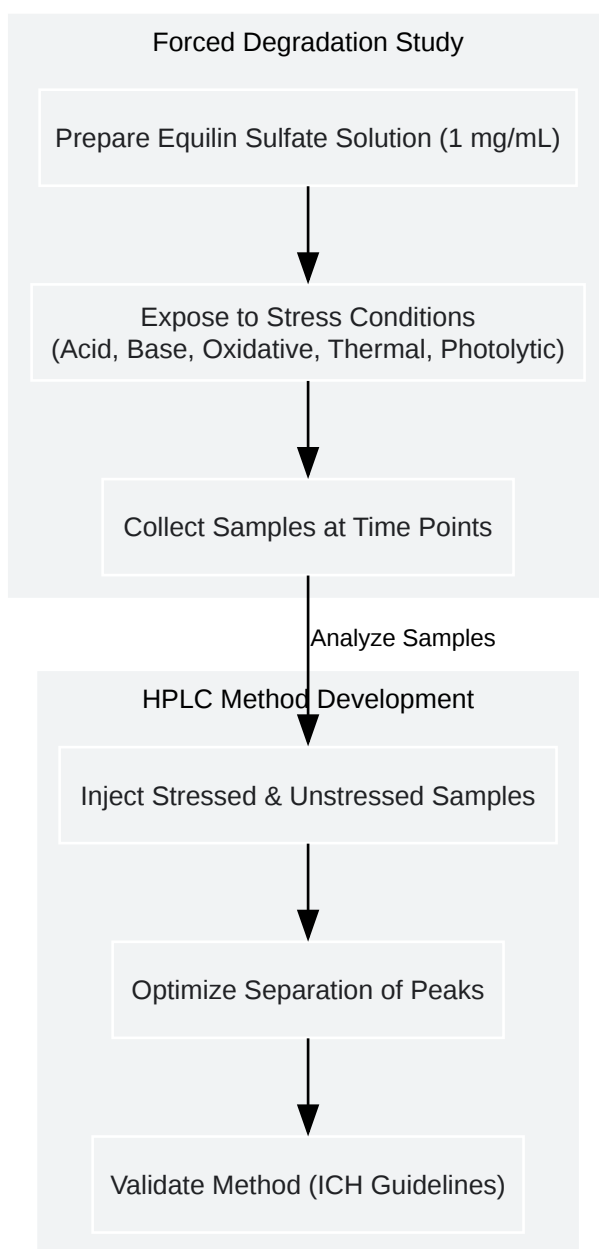 Forced Degradation Study
Prepare Equilin Sulfate Solution (1 mg/mL)
Expose to Stress Conditions
(Acid, Base, Oxidative, Thermal, Photolytic)
Collect Samples at Time Points
Analyze Samples
HPLC Method Development
Inject Stressed & Unstressed Samples
Optimize Separation of Peaks
Validate Method (ICH Guidelines)